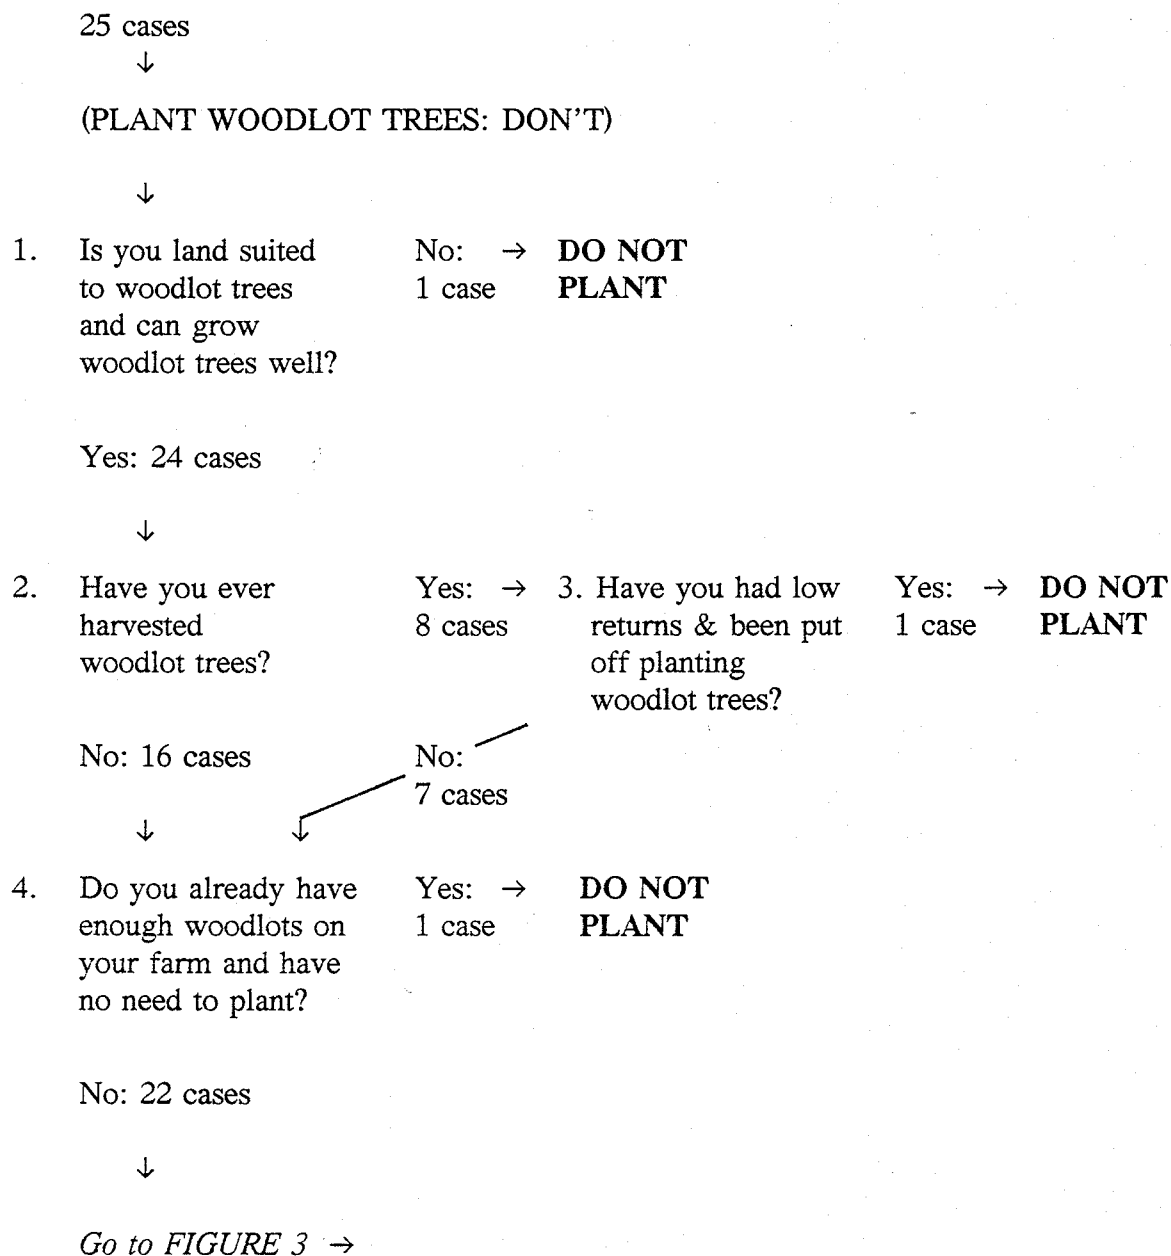 25 cases
↓
(PLANT WOODLOT TREES: DON'T)
↓
1. Is you land suited
to woodlot trees
and can grow
woodlot trees well?
No: → DO NOT
1 case PLANT
Yes: 24 cases
↓
2. Have you ever
harvested
woodlot trees?
Yes: →
8 cases
3. Have you had low
returns & been put
off planting
woodlot trees?
Yes: → DO NOT
1 case PLANT
No: 16 cases
No:
7 cases
↓ ↓
4. Do you already have
enough woodlots on
your farm and have
no need to plant?
Yes: → DO NOT
1 case PLANT
No: 22 cases
↓
Go to FIGURE 3 →